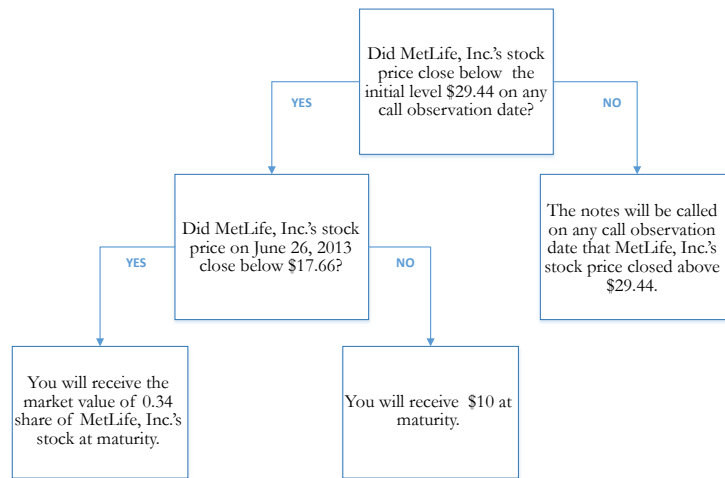 Did MetLife, Inc.'s stock
price close below the
initial level $29.44 on any
call observation date?
YES
NO
Did MetLife, Inc.'s stock
price on June 26, 2013
close below $17.66?
The notes will be called
on any call observation
date that MetLife, Inc.'s
stock price closed above
$29.44.
YES
NO
You will receive the
market value of 0.34
share of MetLife, Inc.'s
stock at maturity.
You will receive $10 at
maturity.